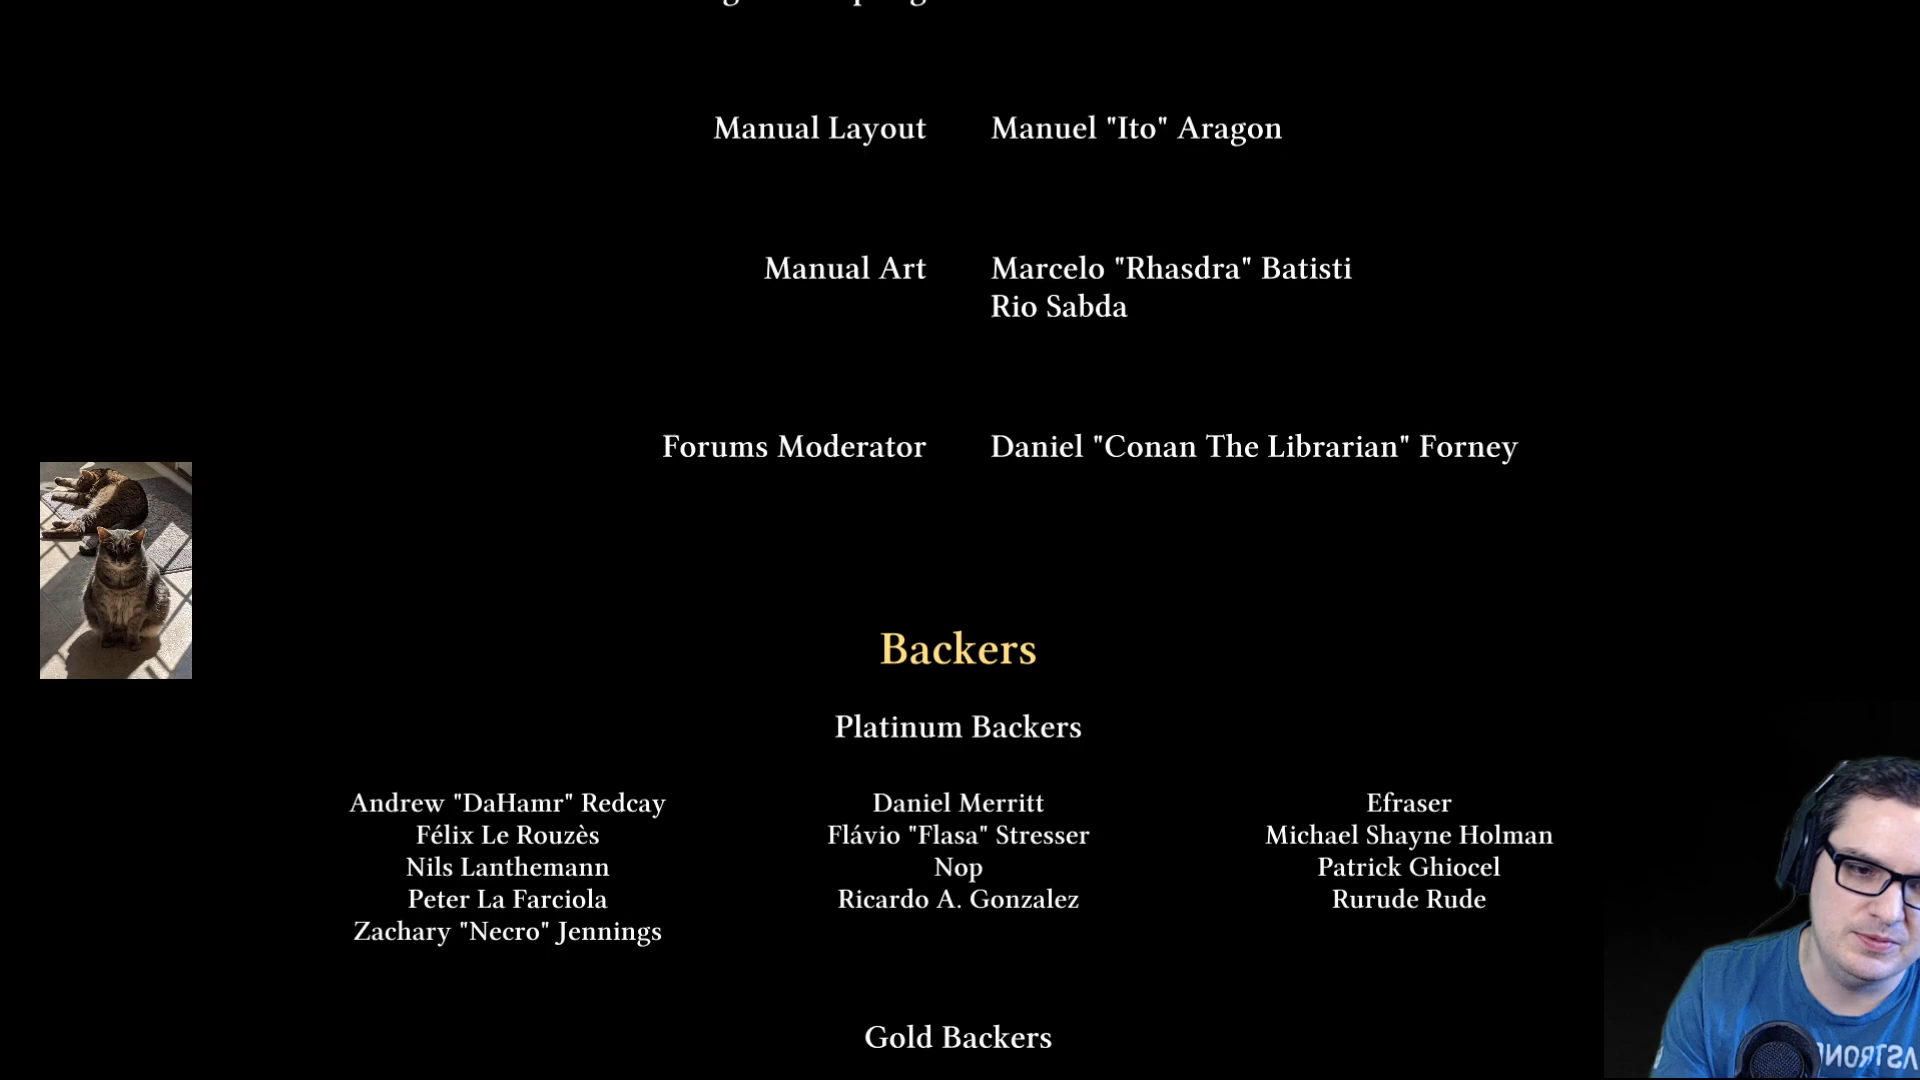 Manual Layout Manuel "Ito" Aragon
Manual Art Marcelo "Rhasdra" Batisti
Rio Sabda
Forums Moderator Daniel "Conan The Librarian" Forney
Backers
Platinum Backers
Andrew "DaHamr" Redcay Daniel Merritt Efraser
Félix Le Rouzès Flávio "Flasa" Stresser Michael Shayne Holman
Nils Lanthemann Nop Patrick Ghiocel
Peter La Farciola Ricardo A. Gonzalez Rurude Rude
Zachary "Necro" Jennings
Gold Backers